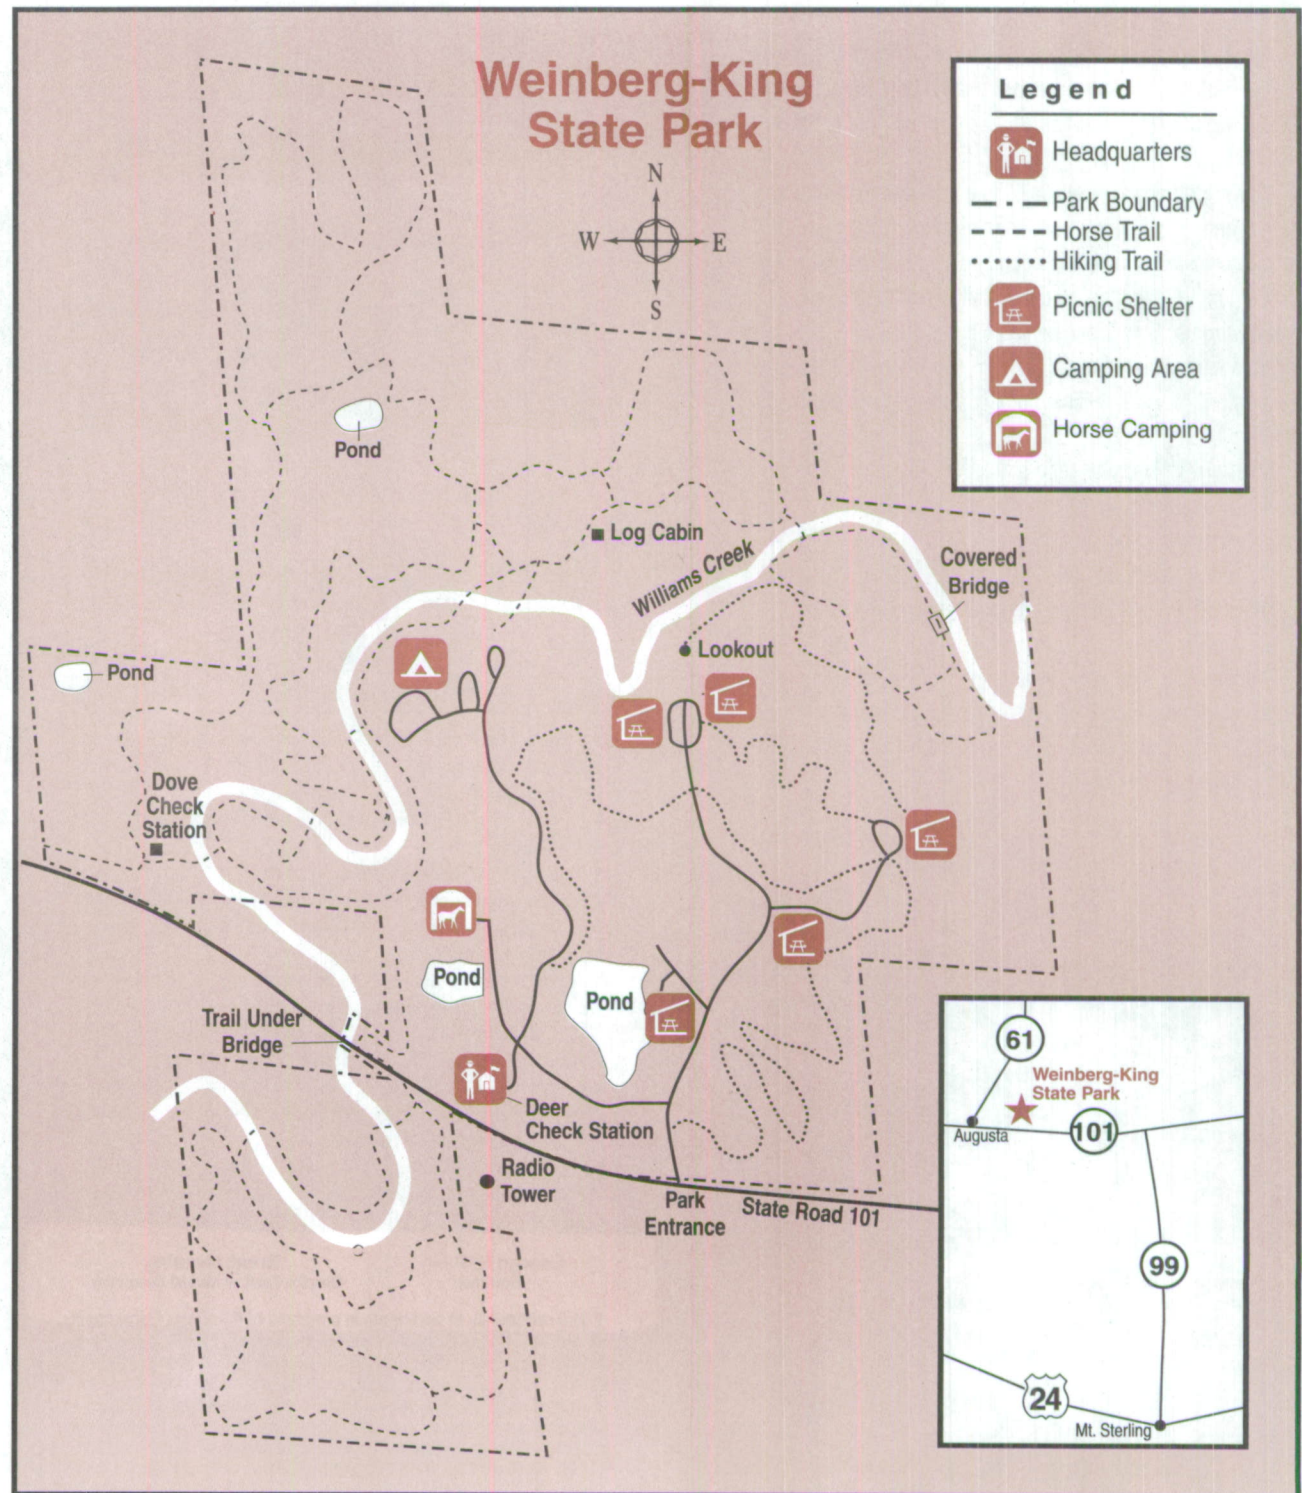 Weinberg-King
State Park
N
W
E
S
Legend
Headquarters
Park Boundary
Horse Trail
Hiking Trail
Picnic Shelter
Camping Area
Horse Camping
Pond
Log Cabin
Williams Creek
Covered
Bridge
Lookout
Pond
Dove
Check
Station
Pond
Pond
Trail Under
Bridge
Deer
Check Station
Radio
Tower
Park
Entrance
State Road 101
61
Weinberg-King
State Park
Augusta
101
99
24
Mt. Sterling